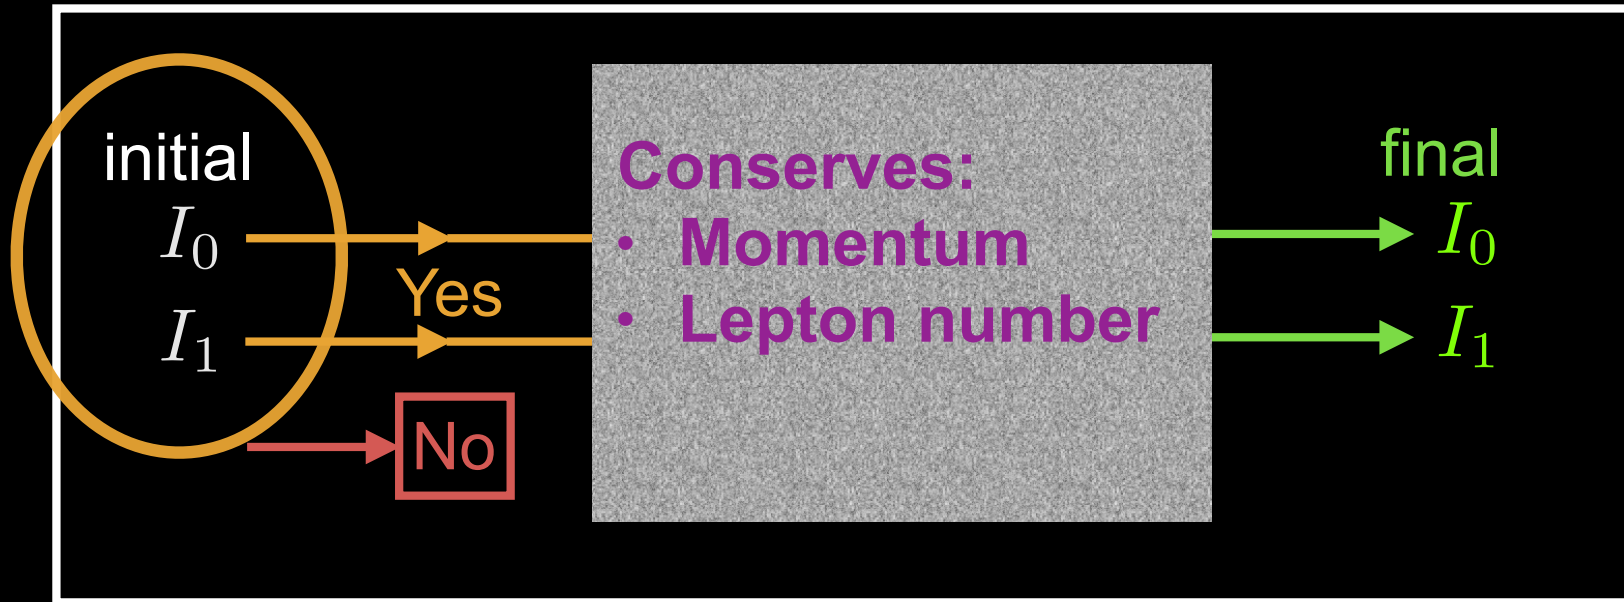 initial
I₀
I₁
Yes
No
Conserves:
• Momentum
• Lepton number
final
I₀
I₁